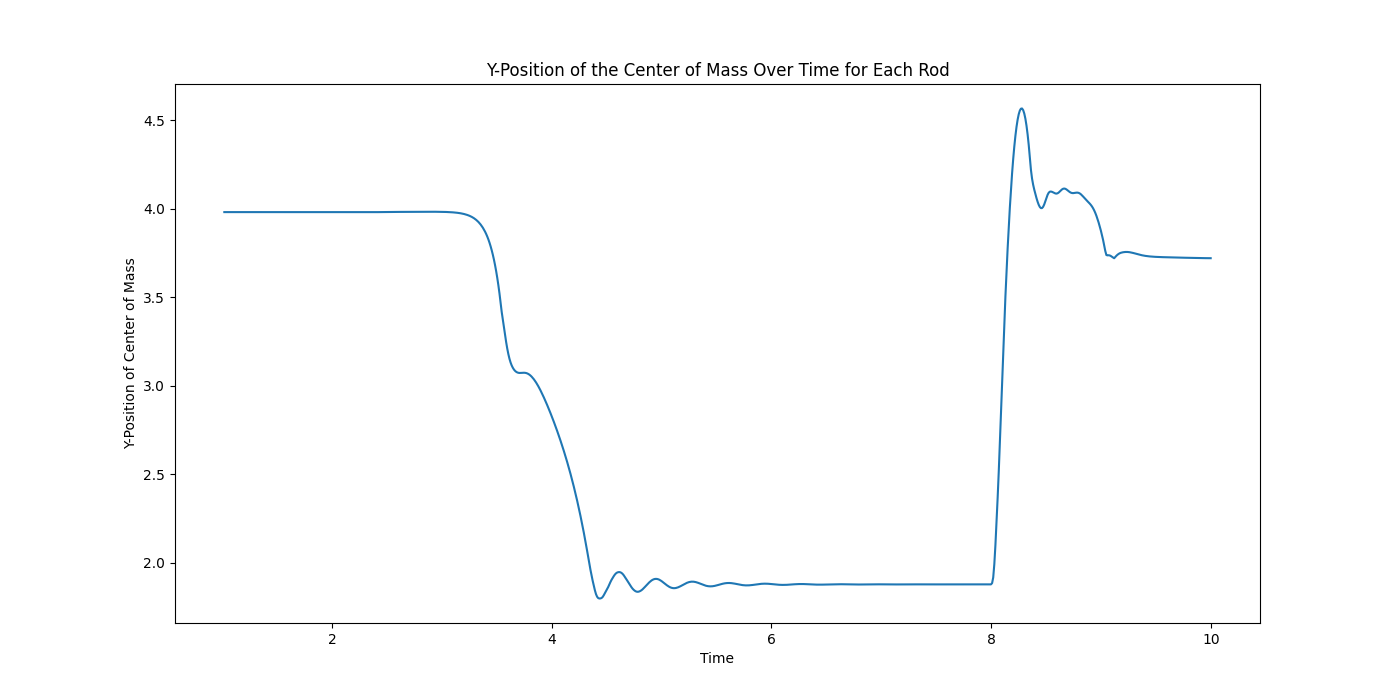 Y-Position of the Center of Mass Over Time for Each Rod
Y-Position of Center of Mass
4.5
4.0
3.5
3.0
2.5
2.0
2 4 6 8 10
Time